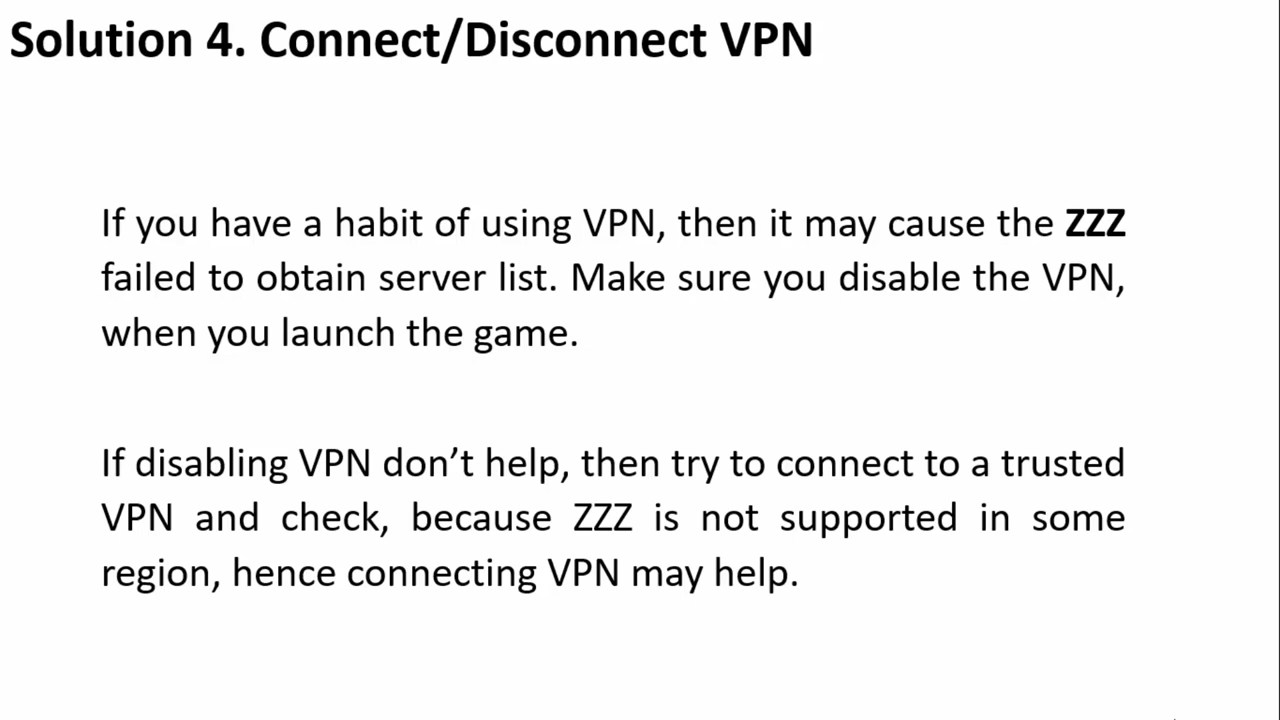 Solution 4. Connect/Disconnect VPN
If you have a habit of using VPN, then it may cause the ZZZ
failed to obtain server list. Make sure you disable the VPN,
when you launch the game.
If disabling VPN don’t help, then try to connect to a trusted
VPN and check, because ZZZ is not supported in some
region, hence connecting VPN may help.